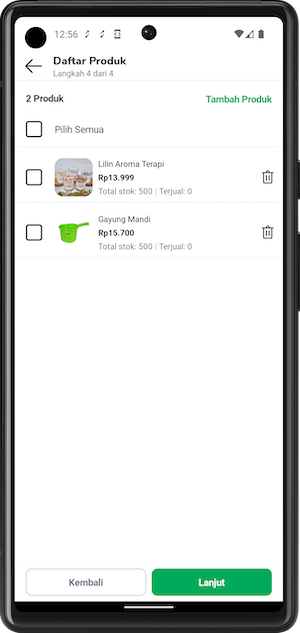 12:56
Daftar Produk
Langkah 4 dari 4
2 Produk
Tambah Produk
Pilih Semua
Lilin Aroma Terapi
Rp13.999
Total stok: 500 | Terjual: 0
Gayung Mandi
Rp15.700
Total stok: 500 | Terjual: 0
Kembali
Lanjut